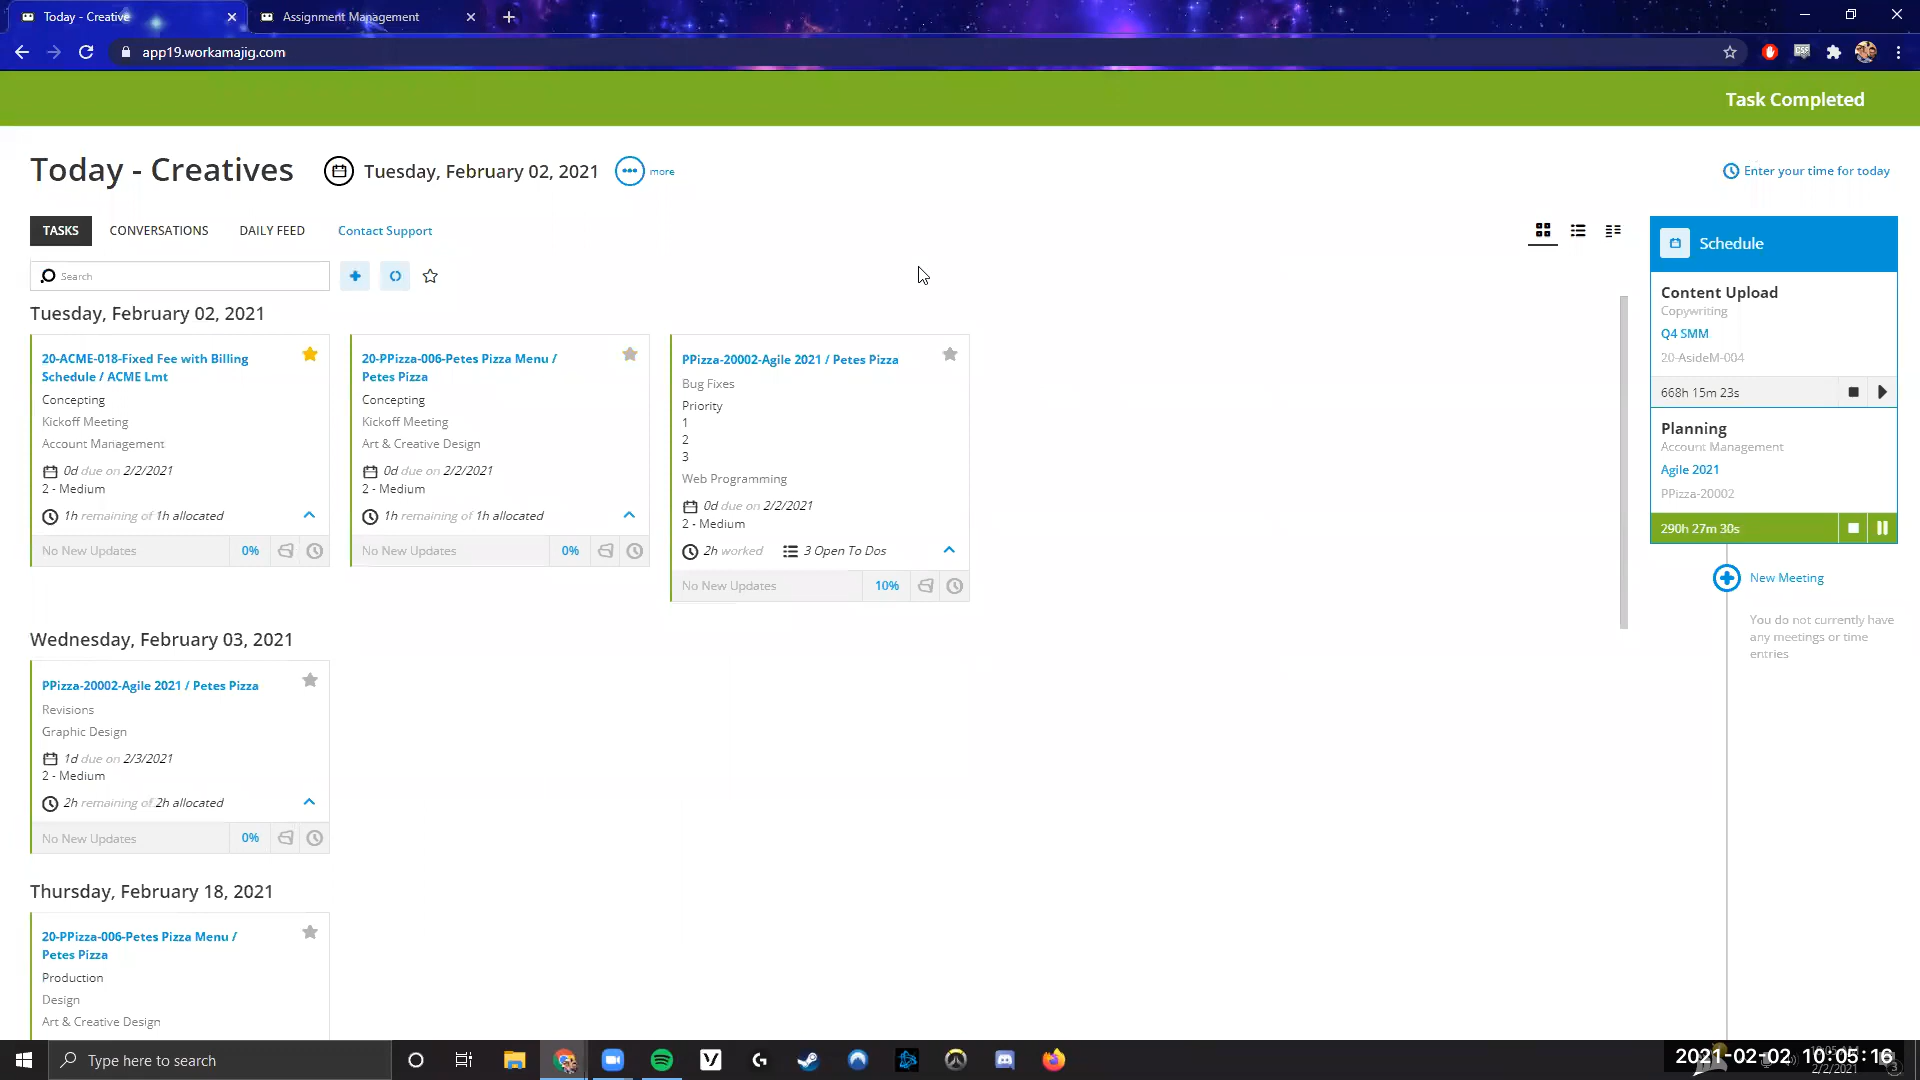 Today - Creative
Assignment Management
app19.workamajig.com
Task Completed
Today - Creatives
Tuesday, February 02, 2021
more
Enter your time for today
TASKS
CONVERSATIONS
DAILY FEED
Contact Support
Search
Tuesday, February 02, 2021
20-ACME-018-Fixed Fee with Billing
Schedule / ACME Lmt
Concepting
Kickoff Meeting
Account Management
0d due on 2/2/2021
2 - Medium
1h remaining of 1h allocated
No New Updates
0%
20-PPizza-006-Petes Pizza Menu /
Petes Pizza
Concepting
Kickoff Meeting
Art & Creative Design
0d due on 2/2/2021
2 - Medium
1h remaining of 1h allocated
No New Updates
0%
PPizza-20002-Agile 2021 / Petes Pizza
Bug Fixes
Priority
1
2
3
Web Programming
0d due on 2/2/2021
2 - Medium
2h worked
3 Open To Dos
No New Updates
10%
Wednesday, February 03, 2021
PPizza-20002-Agile 2021 / Petes Pizza
Revisions
Graphic Design
1d due on 2/3/2021
2 - Medium
2h remaining of 2h allocated
No New Updates
0%
Thursday, February 18, 2021
20-PPizza-006-Petes Pizza Menu /
Petes Pizza
Production
Design
Art & Creative Design
Schedule
Content Upload
Copywriting
Q4 SMM
20-AsideM-004
668h 15m 23s
Planning
Account Management
Agile 2021
PPizza-20002
290h 27m 30s
New Meeting
You do not currently have
any meetings or time
entries
Type here to search
2021-02-02 10:05:16
2/2/2021